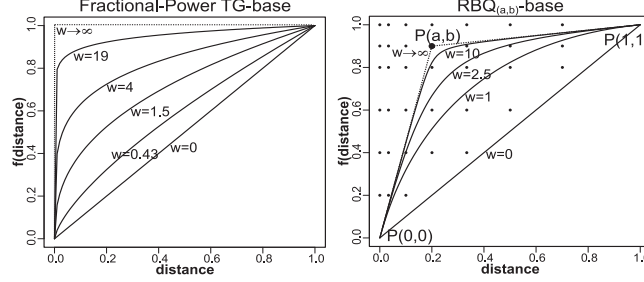 Fractional-Power TG-base
f(distance)
0.0 0.2 0.4 0.6 0.8 1.0
w→∞
w=19
w=4
w=1.5
w=0.43
w=0
0.0 0.2 0.4 0.6 0.8 1.0
distance
RBQ(a,b)-base
f(distance)
0.0 0.2 0.4 0.6 0.8 1.0
P(a,b)
P(1,1
w→∞
w=10
w=2.5
w=1
w=0
P(0,0)
0.0 0.2 0.4 0.6 0.8 1.0
distance